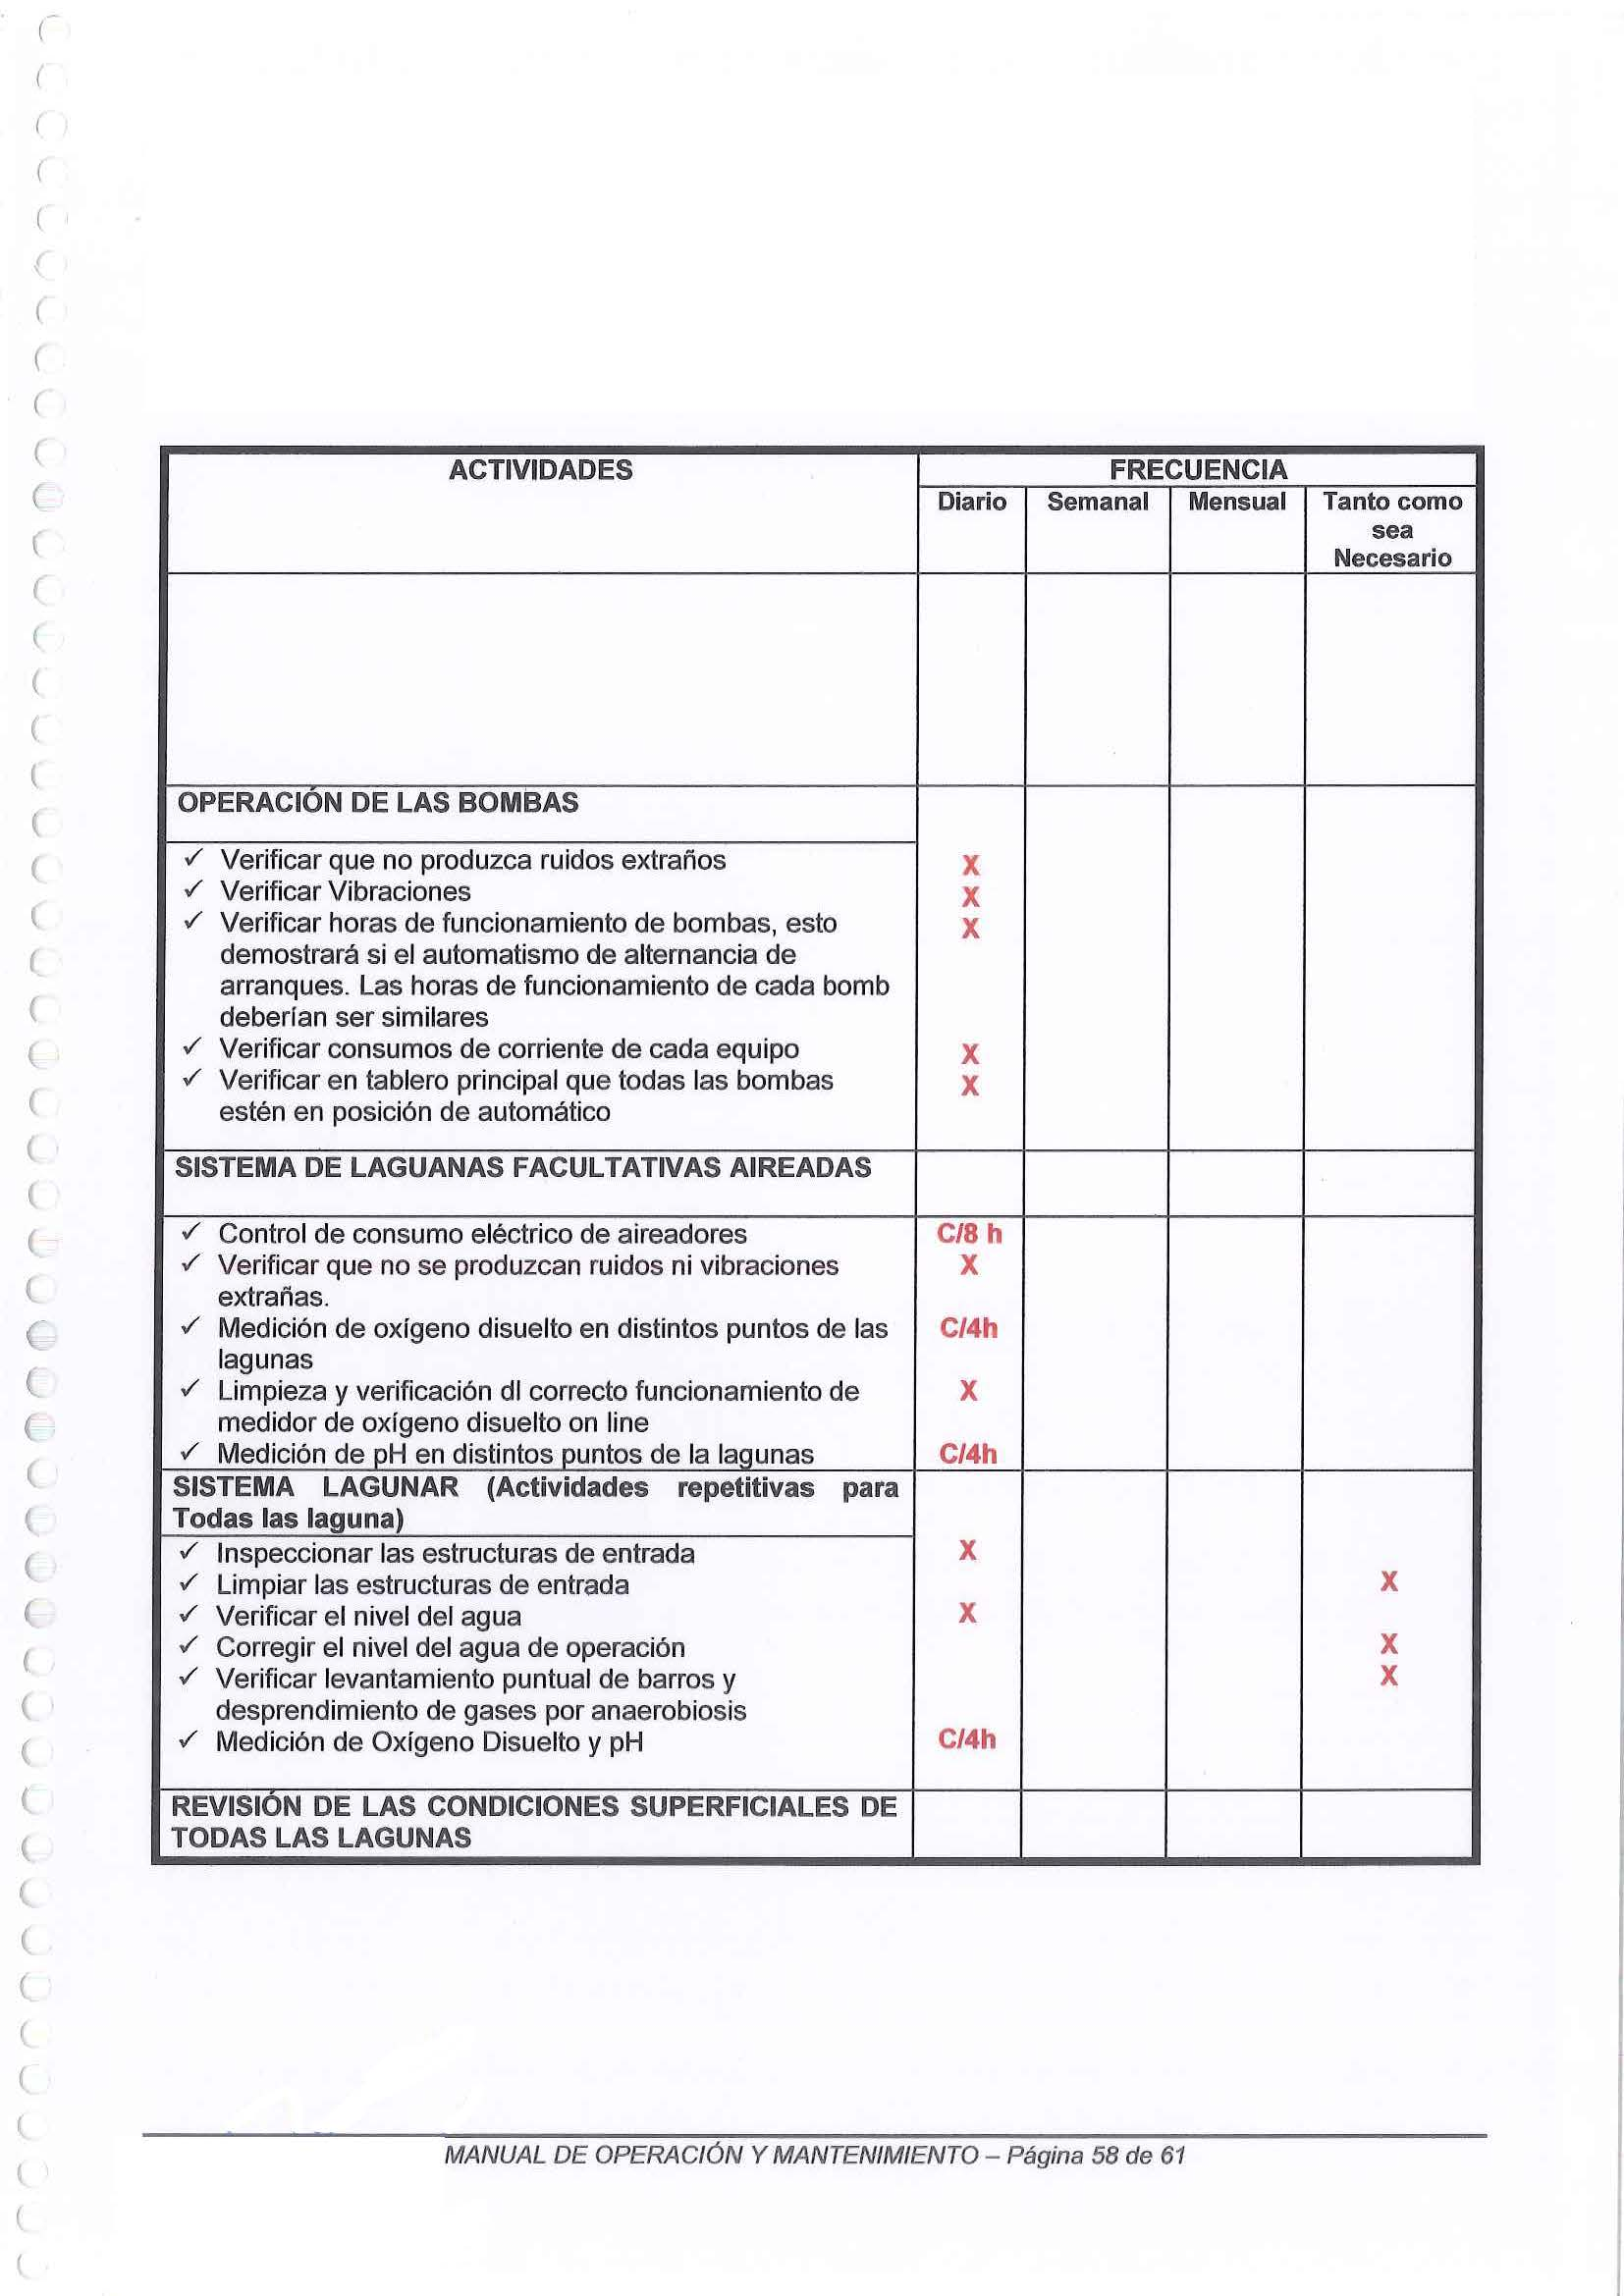 ACTIVIDADES
FRECUENCIA
Diario
Semanal
Mensual
Tanto como
sea
Necesario
OPERACIÓN DE LAS BOMBAS
✓ Verificar que no produzca ruidos extraños X
✓ Verificar Vibraciones X
✓ Verificar horas de funcionamiento de bombas, esto X
demostrará si el automatismo de alternancia de
arranques. Las horas de funcionamiento de cada bomb
deberían ser similares
✓ Verificar consumos de corriente de cada equipo X
✓ Verificar en tablero principal que todas las bombas X
estén en posición de automático
SISTEMA DE LAGUANAS FACULTATIVAS AIREADAS
✓ Control de consumo eléctrico de aireadores C/8 h
✓ Verificar que no se produzcan ruidos ni vibraciones X
extrañas.
✓ Medición de oxígeno disuelto en distintos puntos de las C/4h
lagunas
✓ Limpieza y verificación dl correcto funcionamiento de X
medidor de oxígeno disuelto on line
✓ Medición de pH en distintos puntos de la lagunas C/4h
SISTEMA LAGUNAR (Actividades repetitivas para
Todas las laguna)
✓ Inspeccionar las estructuras de entrada X
✓ Limpiar las estructuras de entrada X
✓ Verificar el nivel del agua X
✓ Corregir el nivel del agua de operación X
✓ Verificar levantamiento puntual de barros y X
desprendimiento de gases por anaerobiosis
✓ Medición de Oxígeno Disuelto y pH C/4h
REVISIÓN DE LAS CONDICIONES SUPERFICIALES DE
TODAS LAS LAGUNAS
MANUAL DE OPERACIÓN Y MANTENIMIENTO – Página 58 de 61